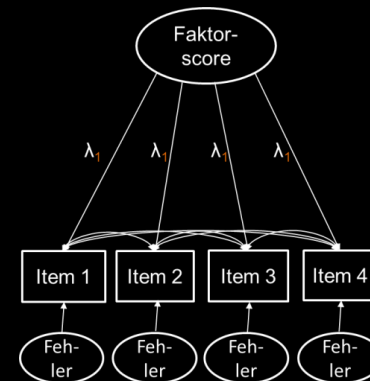 Faktor-
score
λ1 λ1 λ1 λ1
Item 1 Item 2 Item 3 Item 4
Feh- Feh- Feh- Feh-
ler ler ler ler